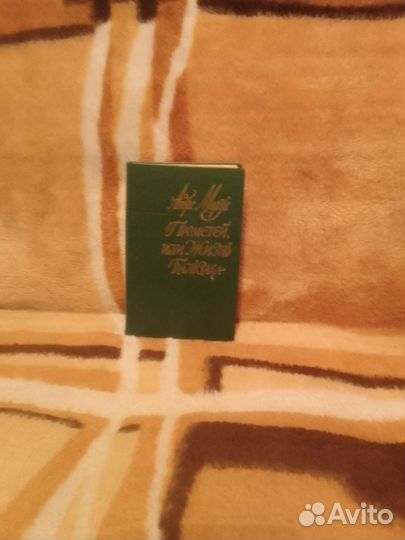 Андре Моруа
Прометей,
или Жизнь
Бальзака
Avito